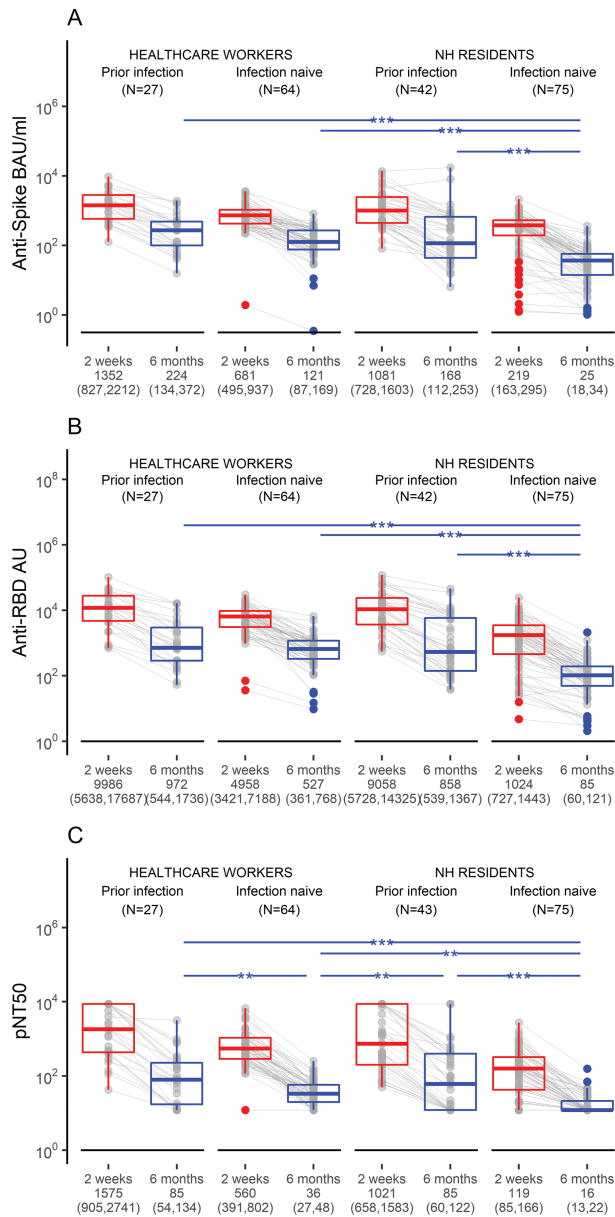 A
HEALTHCARE WORKERS NH RESIDENTS
Prior infection Infection naive Prior infection Infection naive
(N=27) (N=64) (N=42) (N=75)
10^6
***
***
***
10^4
10^2
10^0
Anti-Spike BAU/ml
2 weeks 6 months 2 weeks 6 months 2 weeks 6 months 2 weeks 6 months
1352 224 681 121 1081 168 219 25
(827,2212) (134,372) (495,937) (87,169) (728,1603) (112,253) (163,295) (18,34)
B
HEALTHCARE WORKERS NH RESIDENTS
Prior infection Infection naive Prior infection Infection naive
(N=27) (N=64) (N=42) (N=75)
10^8
10^6
***
***
***
10^4
10^2
10^0
Anti-RBD AU
2 weeks 6 months 2 weeks 6 months 2 weeks 6 months 2 weeks 6 months
9986 972 4958 527 9058 858 1024 85
(5638,17687) (544,1736) (3421,7188) (361,768) (5728,14325) (539,1367) (727,1443) (60,121)
C
HEALTHCARE WORKERS NH RESIDENTS
Prior infection Infection naive Prior infection Infection naive
(N=27) (N=64) (N=43) (N=75)
10^6
***
**
** ** ***
10^4
10^2
10^0
pNT50
2 weeks 6 months 2 weeks 6 months 2 weeks 6 months 2 weeks 6 months
1575 85 560 36 1021 85 119 16
(905,2741) (54,134) (391,802) (27,48) (658,1583) (60,122) (85,166) (13,22)